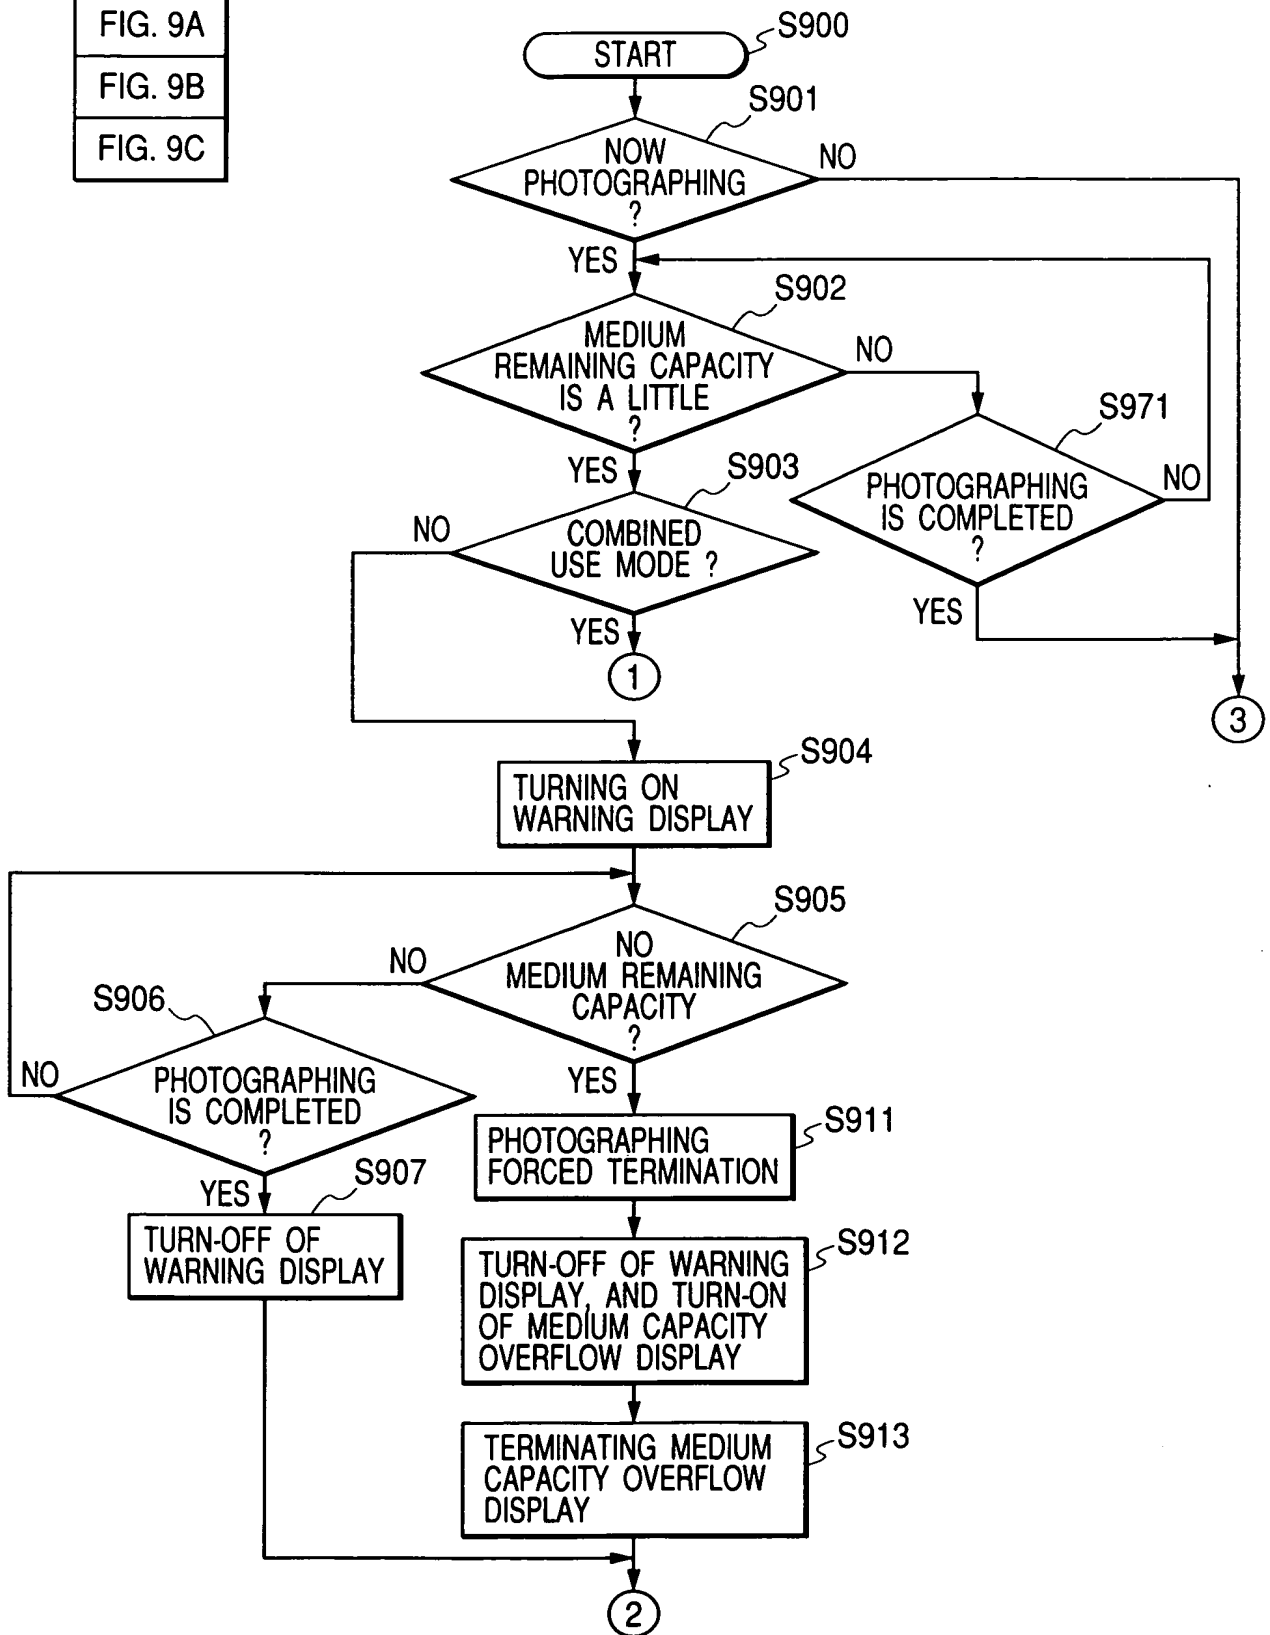 FIG. 9A
FIG. 9B
FIG. 9C
START
S900
S901
NOW
PHOTOGRAPHING
?
NO
YES
S902
MEDIUM
REMAINING CAPACITY
IS A LITTLE
?
NO
S971
PHOTOGRAPHING
IS COMPLETED
?
NO
YES
YES
S903
COMBINED
USE MODE ?
NO
YES
1
3
S904
TURNING ON
WARNING DISPLAY
S905
NO
MEDIUM REMAINING
CAPACITY
?
NO
S906
PHOTOGRAPHING
IS COMPLETED
?
NO
YES
YES
S907
TURN-OFF OF
WARNING DISPLAY
S911
PHOTOGRAPHING
FORCED TERMINATION
S912
TURN-OFF OF WARNING
DISPLAY, AND TURN-ON
OF MEDIUM CAPACITY
OVERFLOW DISPLAY
S913
TERMINATING MEDIUM
CAPACITY OVERFLOW
DISPLAY
2